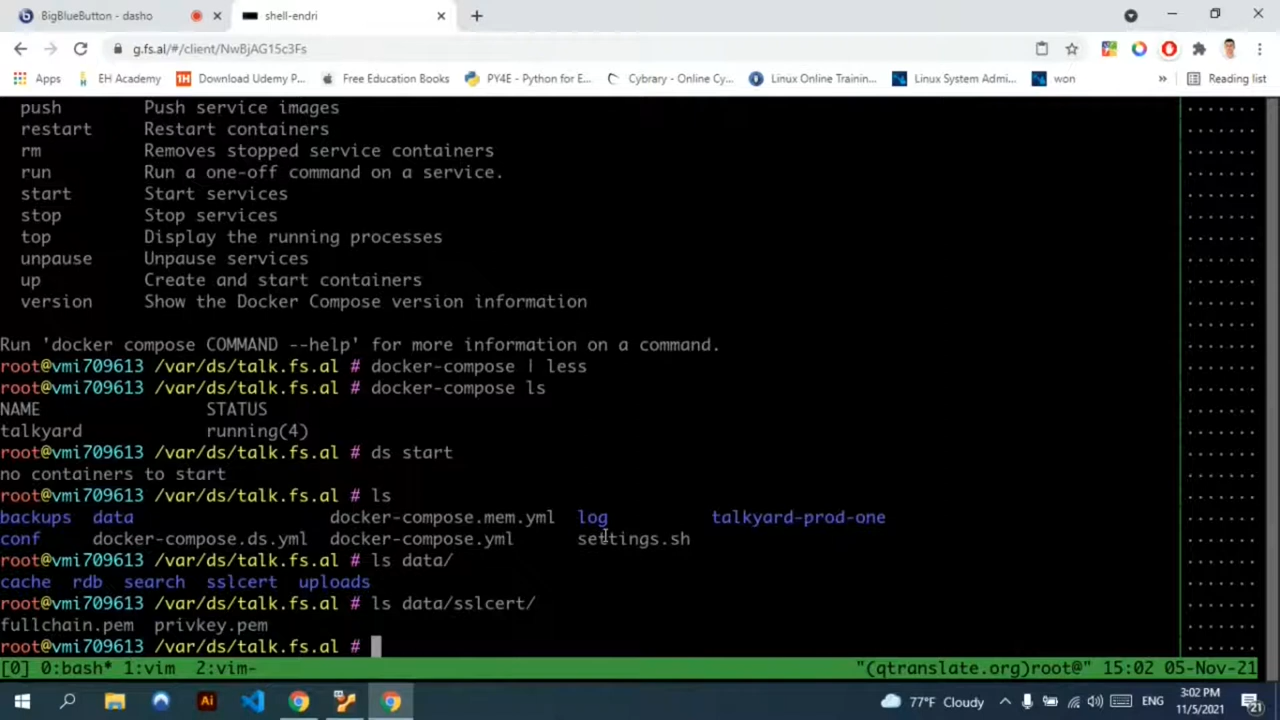 BigBlueButton - dasho
shell-endri
g.fs.al/#/client/NwBjAG15c3Fs
Apps EH Academy Download Udemy P... Free Education Books PY4E - Python for E... Cybrary - Online Cy... Linux Online Trainin... Linux System Admi... won » Reading list
push Push service images
restart Restart containers
rm Removes stopped service containers
run Run a one-off command on a service.
start Start services
stop Stop services
top Display the running processes
unpause Unpause services
up Create and start containers
version Show the Docker Compose version information
Run 'docker compose COMMAND --help' for more information on a command.
root@vmi709613 /var/ds/talk.fs.al # docker-compose | less
root@vmi709613 /var/ds/talk.fs.al # docker-compose ls
NAME STATUS
talkyard running(4)
root@vmi709613 /var/ds/talk.fs.al # ds start
no containers to start
root@vmi709613 /var/ds/talk.fs.al # ls
backups data docker-compose.mem.yml log talkyard-prod-one
conf docker-compose.ds.yml docker-compose.yml settings.sh
root@vmi709613 /var/ds/talk.fs.al # ls data/
cache rdb search sslcert uploads
root@vmi709613 /var/ds/talk.fs.al # ls data/sslcert/
fullchain.pem privkey.pem
root@vmi709613 /var/ds/talk.fs.al #
[0] 0:bash* 1:vim 2:vim- "(qtranslate.org)root@" 15:02 05-Nov-21
77°F Cloudy ENG 3:02 PM
11/5/2021 21